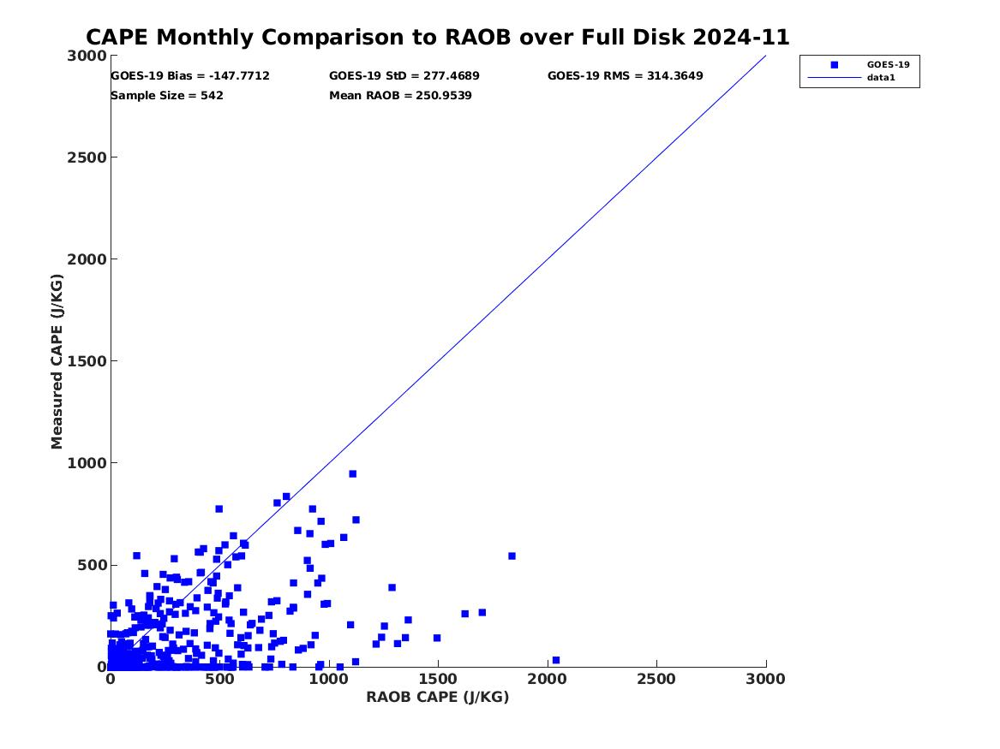 CAPE Monthly Comparison to RAOB over Full Disk 2024-11
GOES-19 Bias = -147.7712 GOES-19 StD = 277.4689 GOES-19 RMS = 314.3649
Sample Size = 542 Mean RAOB = 250.9539
GOES-19
data1
3000
2500
2000
1500
1000
500
0
Measured CAPE (J/KG)
0 500 1000 1500 2000 2500 3000
RAOB CAPE (J/KG)